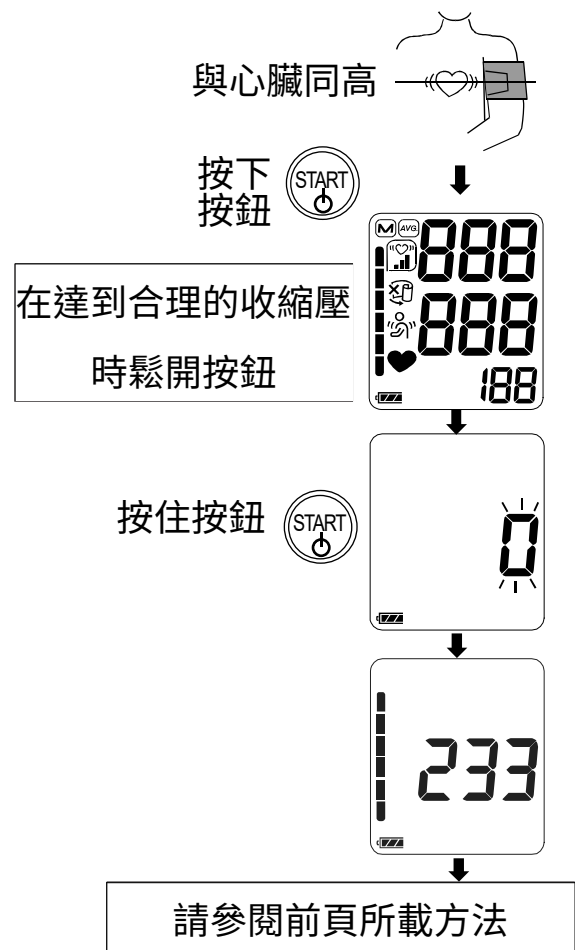 與心臟同高
按下
按鈕
START
M AVG.
888
888
188
在達到合理的收縮壓
時鬆開按鈕
按住按鈕
START
0
233
請參閱前頁所載方法